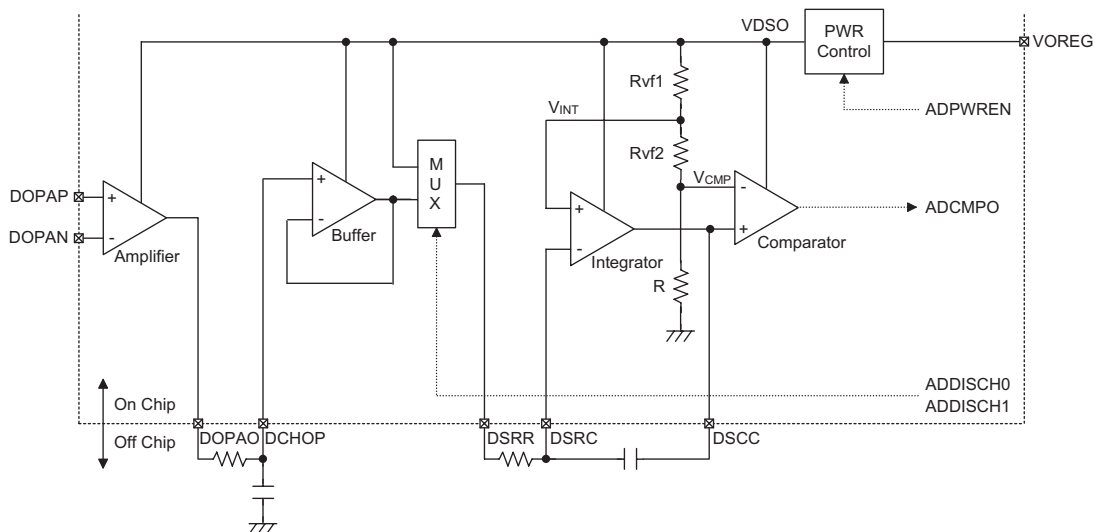 VDSO
PWR
Control
VOREG
Rvf1
VINT
ADPWREN
Rvf2
M
U
X
VCMP
DOPAP
+
+
-
ADCMPO
+
DOPAN
-
-
Buffer
+
Comparator
Amplifier
-
Integrator
R
ADDISCH0
On Chip
ADDISCH1
Off Chip
DOPAO
DCHOP
DSRR
DSRC
DSCC